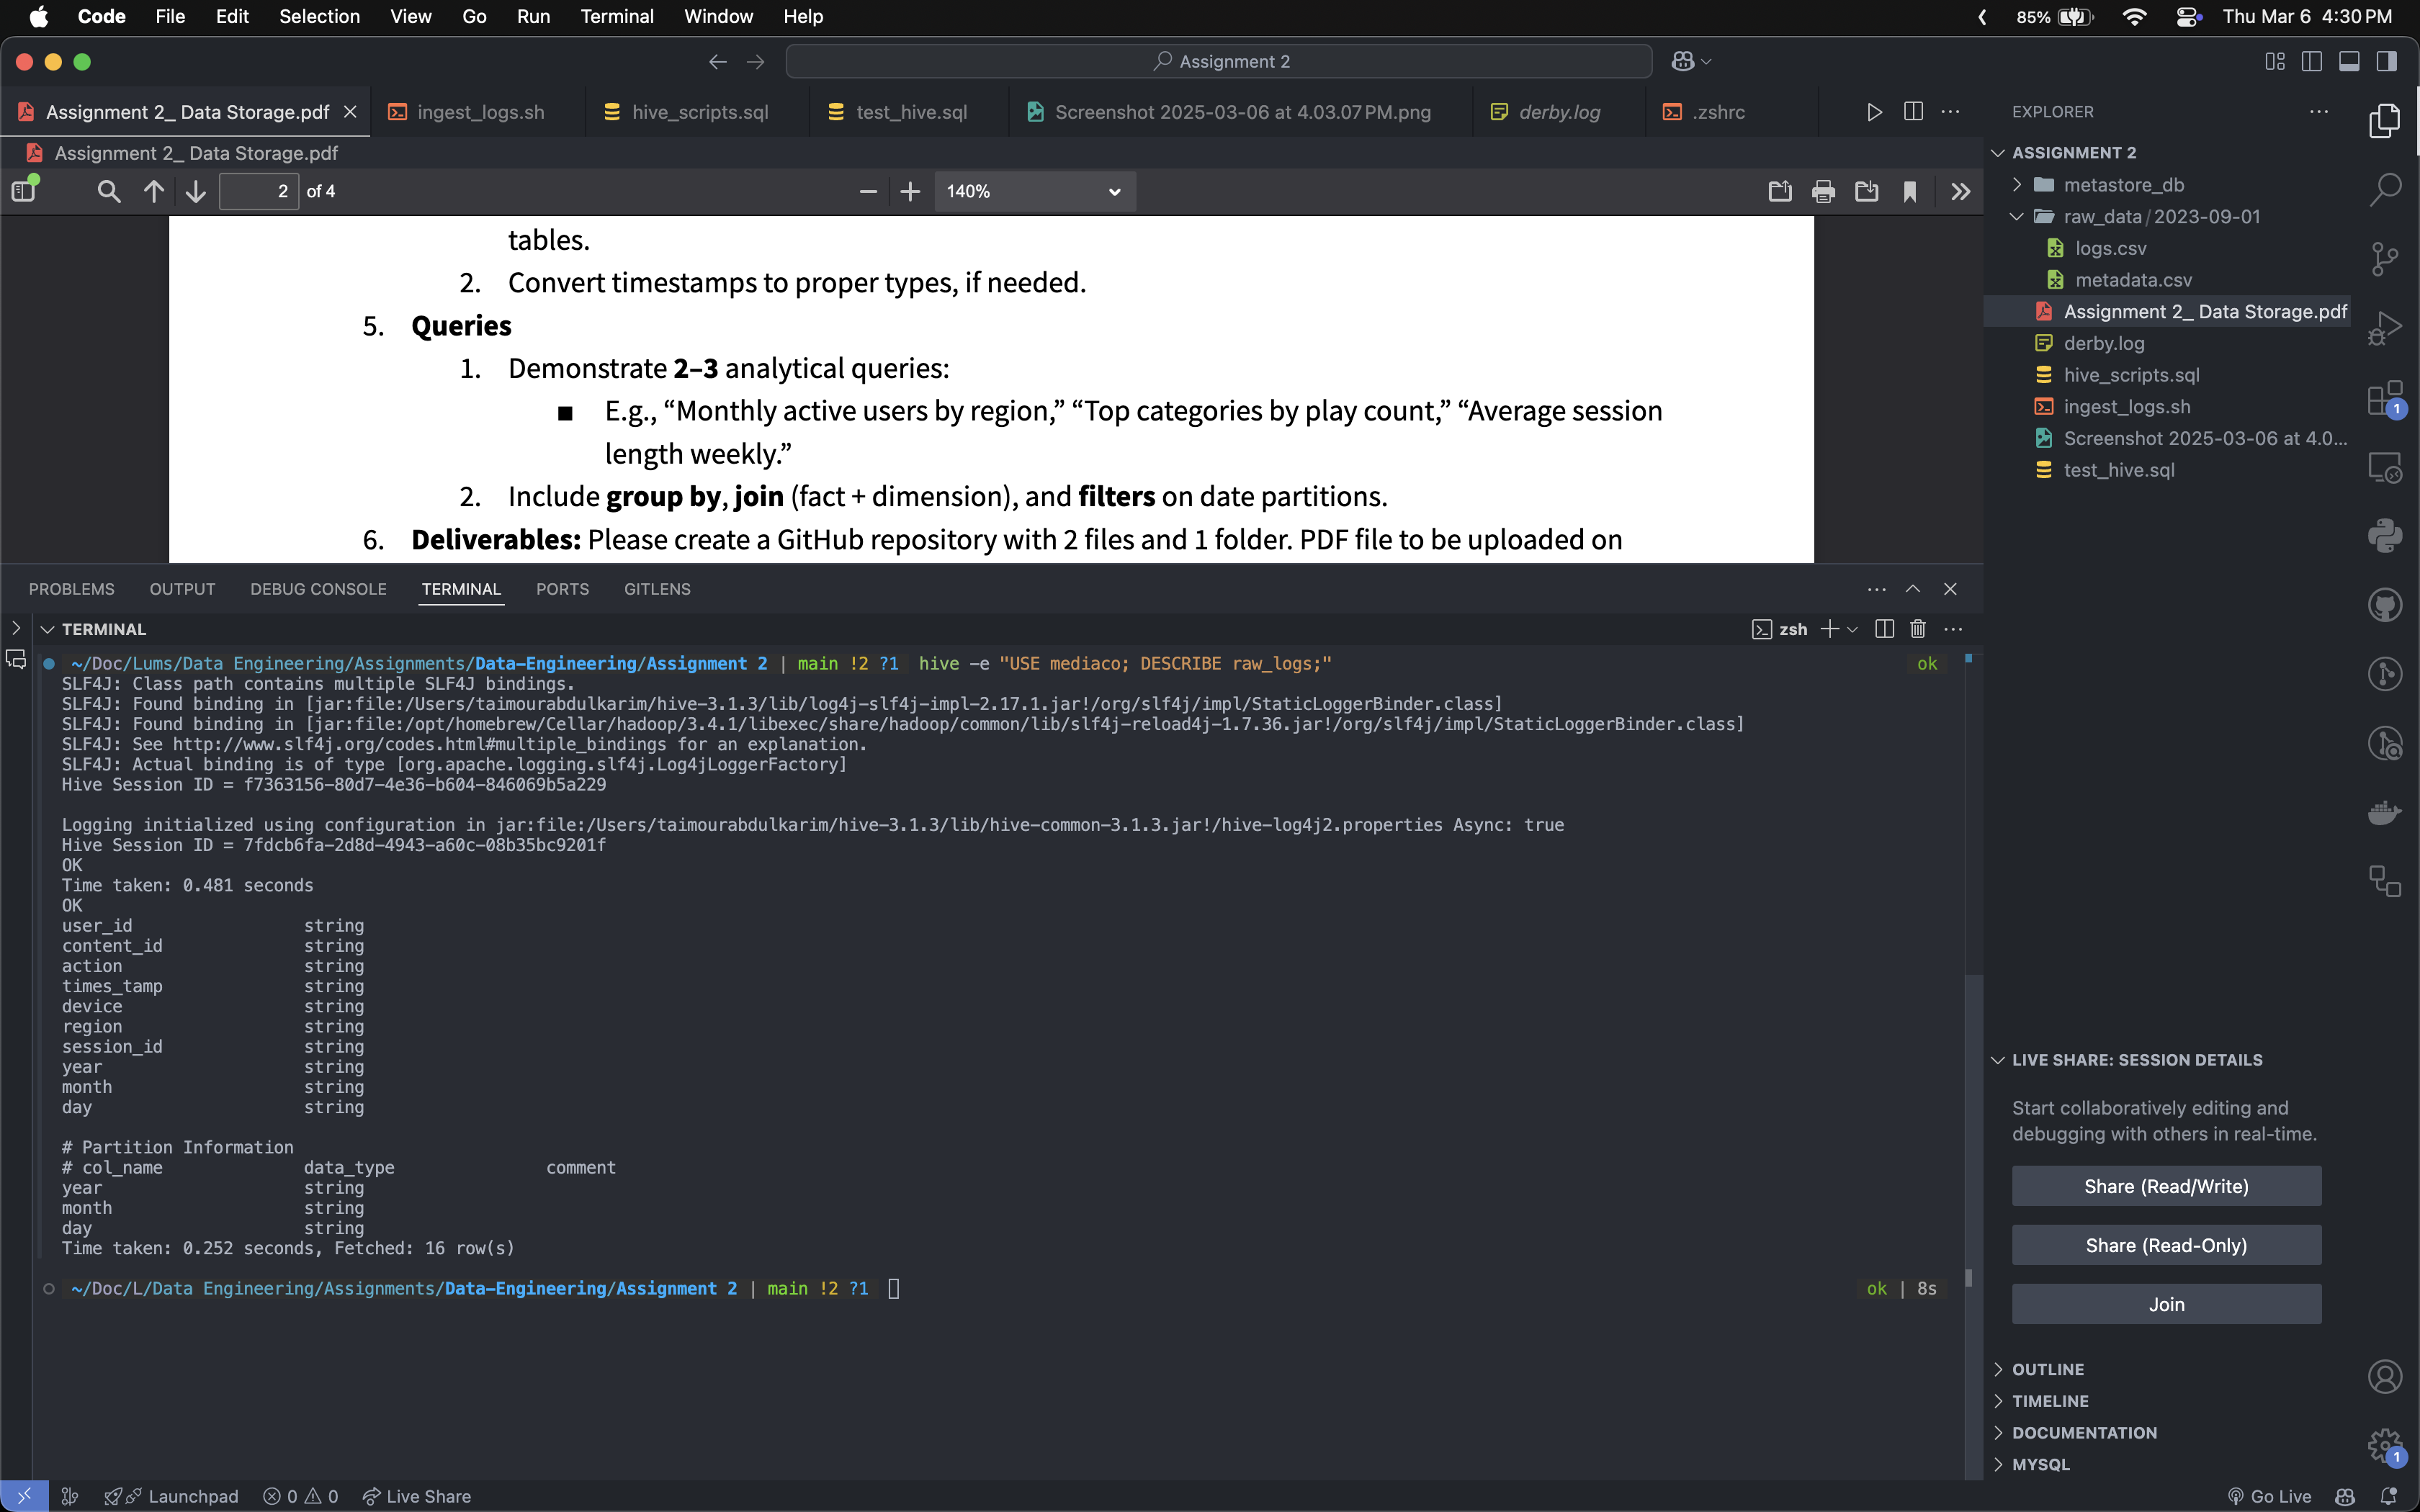 Code File Edit Selection View Go Run Terminal Window Help 85% Thu Mar 6 4:30 PM
Assignment 2
Assignment 2_ Data Storage.pdf ingest_logs.sh hive_scripts.sql test_hive.sql Screenshot 2025-03-06 at 4.03.07 PM.png derby.log .zshrc
Assignment 2_ Data Storage.pdf
2 of 4 140%
tables.
2. Convert timestamps to proper types, if needed.
5. Queries
1. Demonstrate 2–3 analytical queries:
■ E.g., “Monthly active users by region,” “Top categories by play count,” “Average session
length weekly.”
2. Include group by, join (fact + dimension), and filters on date partitions.
6. Deliverables: Please create a GitHub repository with 2 files and 1 folder. PDF file to be uploaded on
PROBLEMS OUTPUT DEBUG CONSOLE TERMINAL PORTS GITLENS
TERMINAL zsh
~/Doc/Lums/Data Engineering/Assignments/Data-Engineering/Assignment 2 | main !2 ?1 hive -e "USE mediaco; DESCRIBE raw_logs;" ok
SLF4J: Class path contains multiple SLF4J bindings.
SLF4J: Found binding in [jar:file:/Users/taimourabdulkarim/hive-3.1.3/lib/log4j-slf4j-impl-2.17.1.jar!/org/slf4j/impl/StaticLoggerBinder.class]
SLF4J: Found binding in [jar:file:/opt/homebrew/Cellar/hadoop/3.4.1/libexec/share/hadoop/common/lib/slf4j-reload4j-1.7.36.jar!/org/slf4j/impl/StaticLoggerBinder.class]
SLF4J: See http://www.slf4j.org/codes.html#multiple_bindings for an explanation.
SLF4J: Actual binding is of type [org.apache.logging.slf4j.Log4jLoggerFactory]
Hive Session ID = f7363156-80d7-4e36-b604-846069b5a229
Logging initialized using configuration in jar:file:/Users/taimourabdulkarim/hive-3.1.3/lib/hive-common-3.1.3.jar!/hive-log4j2.properties Async: true
Hive Session ID = 7fdcb6fa-2d8d-4943-a60c-08b35bc9201f
OK
Time taken: 0.481 seconds
OK
user_id string
content_id string
action string
times_tamp string
device string
region string
session_id string
year string
month string
day string
# Partition Information
# col_name data_type comment
year string
month string
day string
Time taken: 0.252 seconds, Fetched: 16 row(s)
~/Doc/L/Data Engineering/Assignments/Data-Engineering/Assignment 2 | main !2 ?1 ok | 8s
EXPLORER
ASSIGNMENT 2
metastore_db
raw_data / 2023-09-01
logs.csv
metadata.csv
Assignment 2_ Data Storage.pdf
derby.log
hive_scripts.sql
ingest_logs.sh
Screenshot 2025-03-06 at 4.0...
test_hive.sql
1
LIVE SHARE: SESSION DETAILS
Start collaboratively editing and
debugging with others in real-time.
Share (Read/Write)
Share (Read-Only)
Join
OUTLINE
TIMELINE
DOCUMENTATION
MYSQL
1
Launchpad 0 0 Live Share Go Live